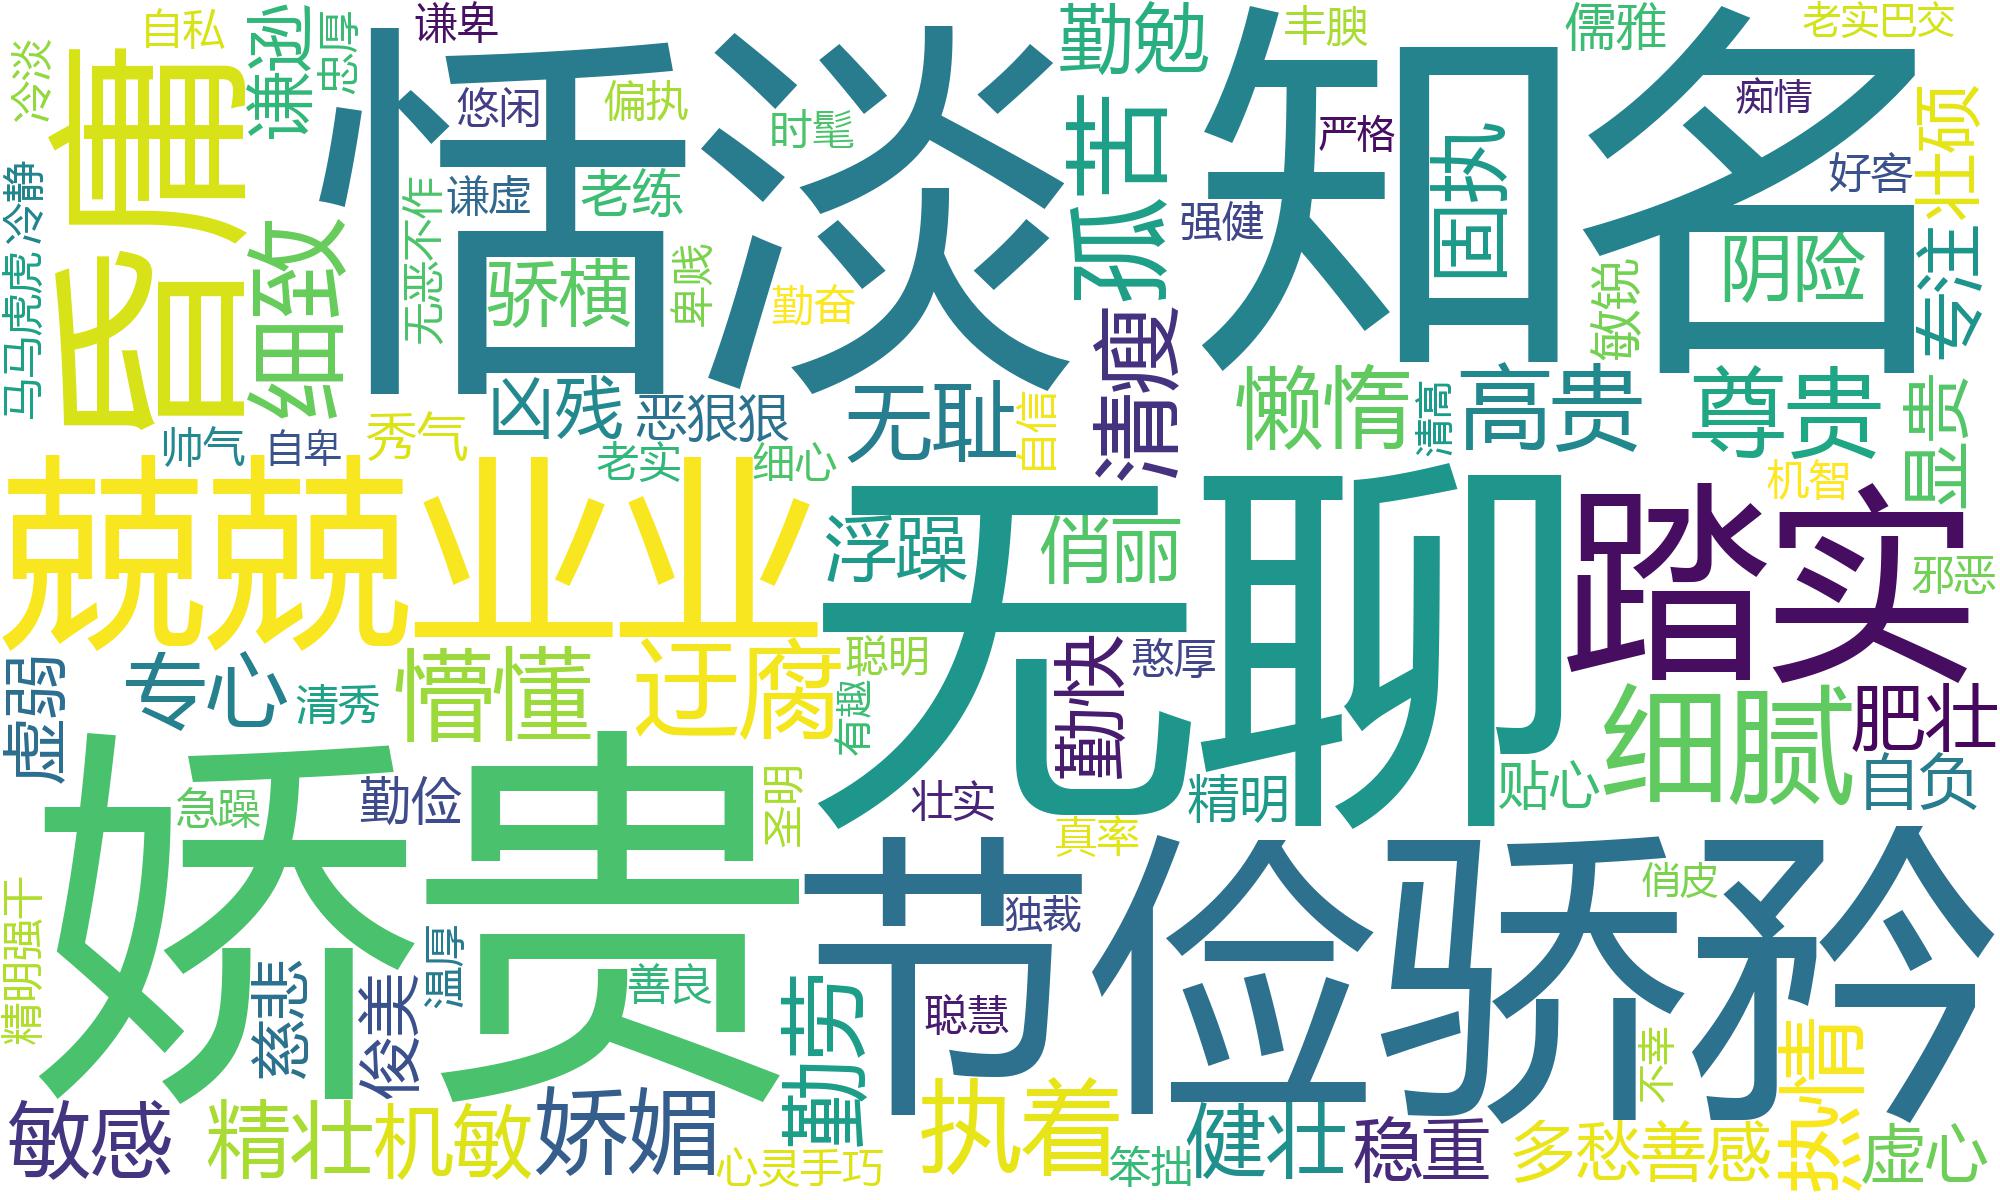 自私
谦卑
恬淡
勤勉
知名
丰腴
儒雅
老实巴交
冷淡
昏庸
谦逊
忠厚
悠闲
偏执
时髦
严格
痴情
孤苦
固执
壮硕
好客
马马虎虎
冷静
细致
无恶不作
谦虚
老练
强健
骄横
卑贱
勤奋
阴险
敏锐
专注
清瘦
帅气
自卑
秀气
凶残
恶狠狠
老实
细心
无耻
自信
懒惰
清高
高贵
尊贵
显贵
机智
兢兢业业
浮躁
俏丽
无聊
踏实
邪恶
虚弱
专心
清秀
懵懂
迂腐
聪明
有趣
勤快
憨厚
细腻
肥壮
娇贵
急躁
勤俭
圣明
壮实
精明
贴心
自负
真率
节俭
骄矜
俏皮
独裁
精明强干
慈悲
俊美
温厚
善良
勤劳
聪慧
不幸
热情
敏感
精壮
机敏
娇媚
心灵手巧
执着
笨拙
健壮
稳重
多愁善感
虚心